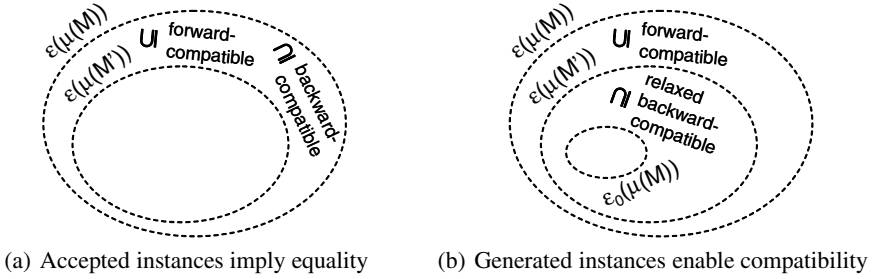 ε(μ(M))
ε(μ(M'))
⊆ forward-
compatible
⊆ backward-
compatible
(a) Accepted instances imply equality
ε(μ(M))
ε(μ(M'))
⊆ forward-
compatible
⊆ relaxed
backward-
compatible
ε₀(μ(M))
(b) Generated instances enable compatibility